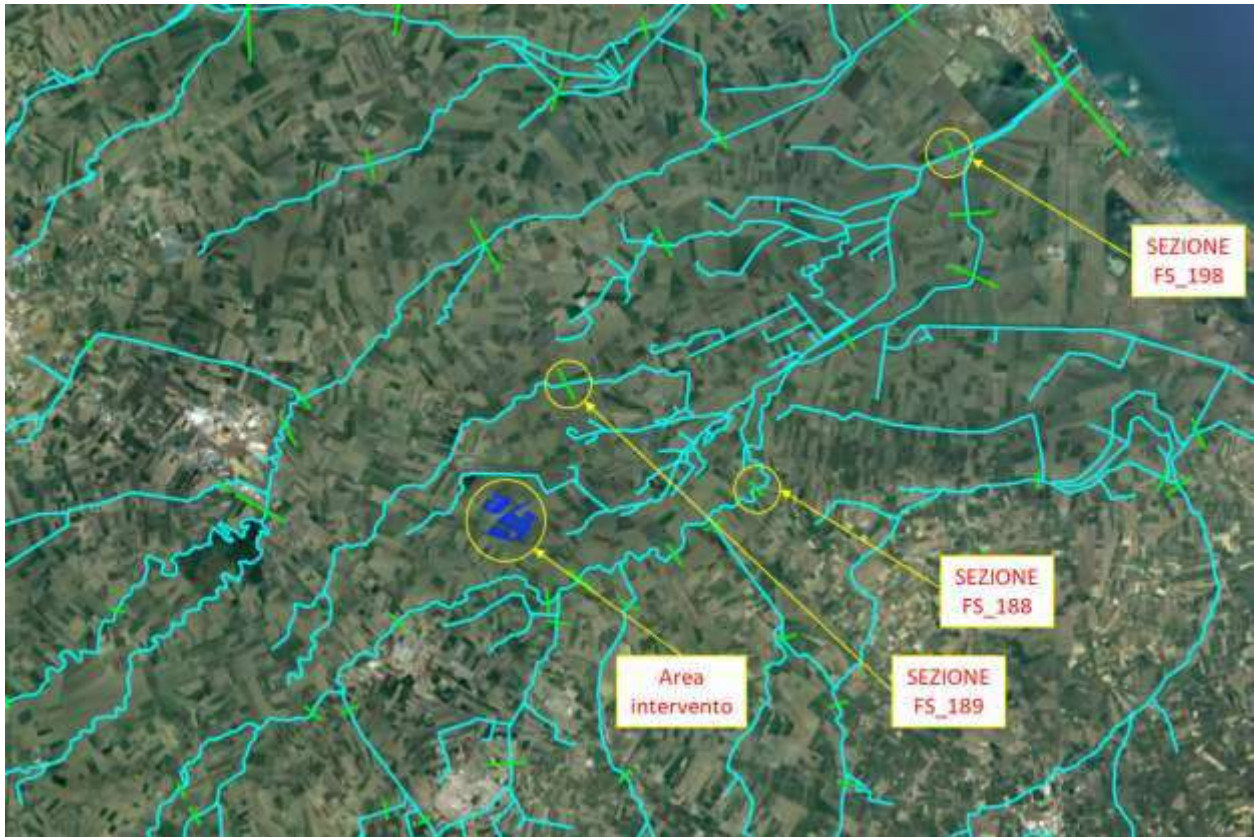 SEZIONE
FS_198
SEZIONE
FS_188
Area
intervento
SEZIONE
FS_189